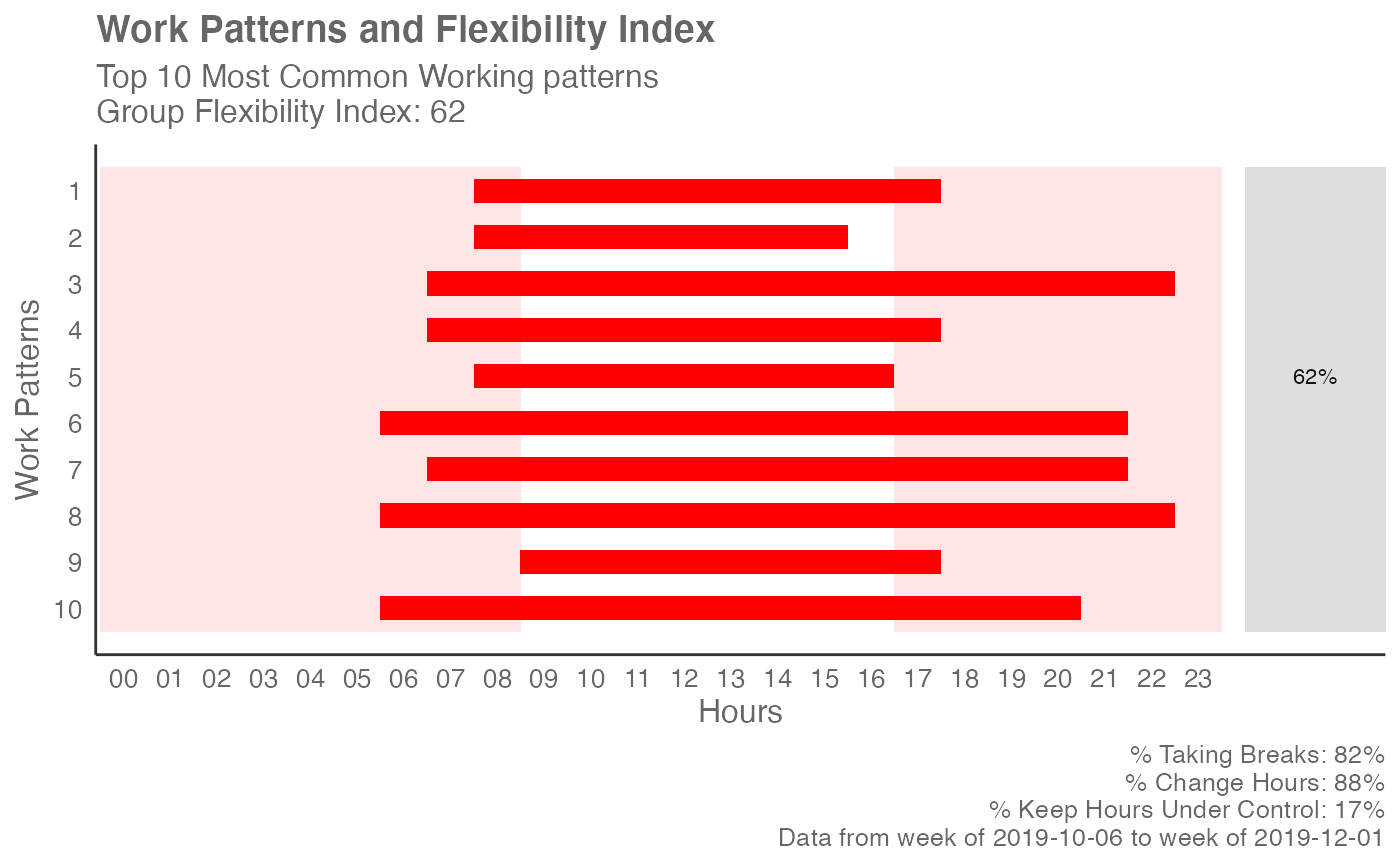 Work Patterns and Flexibility Index
Top 10 Most Common Working patterns
Group Flexibility Index: 62
Work Patterns
1
2
3
4
5
6
7
8
9
10
62%
00 01 02 03 04 05 06 07 08 09 10 11 12 13 14 15 16 17 18 19 20 21 22 23
Hours
% Taking Breaks: 82%
% Change Hours: 88%
% Keep Hours Under Control: 17%
Data from week of 2019-10-06 to week of 2019-12-01